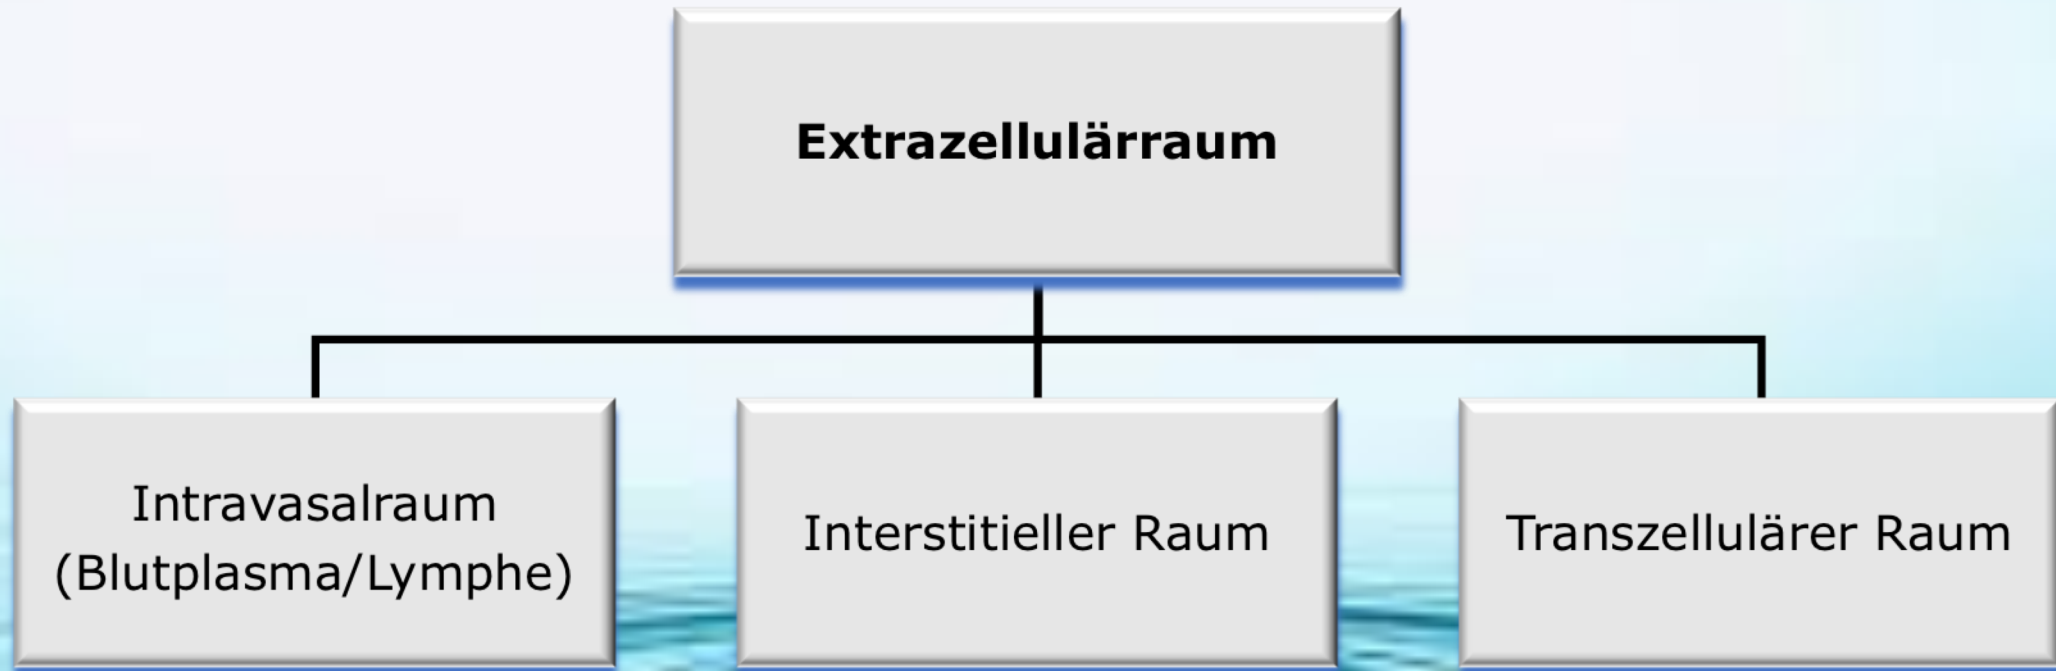 Extrazellulärraum
Intravasalraum
(Blutplasma/Lymphe)
Interstitieller Raum
Transzellulärer Raum